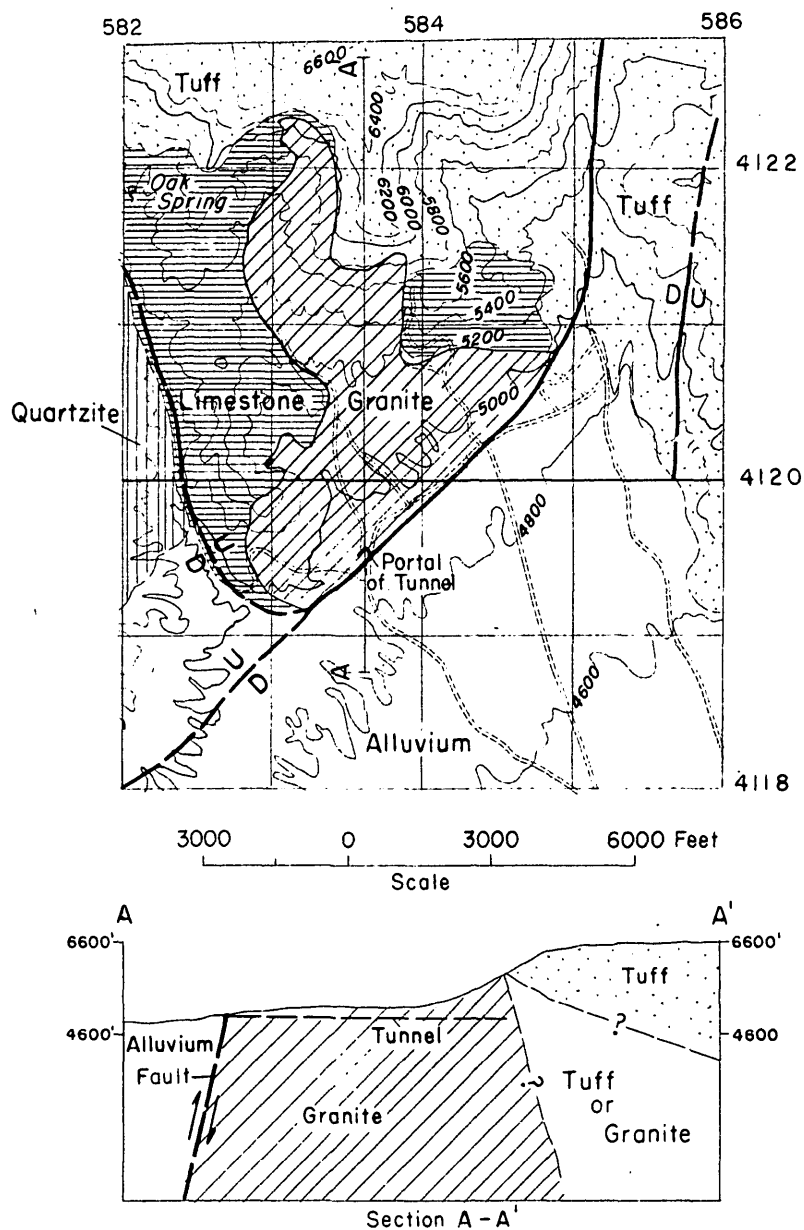 582
584
586
6600
A'
6400
Tuff
6200
6000
5800
4122
Oak
Spring
Tuff
5600
D U
5400
5200
Quartzite
Limestone
Granite
5000
4120
4800
U
D
Portal
of Tunnel
U
D
A
4600
Alluvium
4118
3000 0 3000 6000 Feet
Scale
A
A'
6600'
6600'
Tuff
4600'
4600
Alluvium
Tunnel
?
Fault
?
Tuff
or
Granite
Granite
Section A-A'